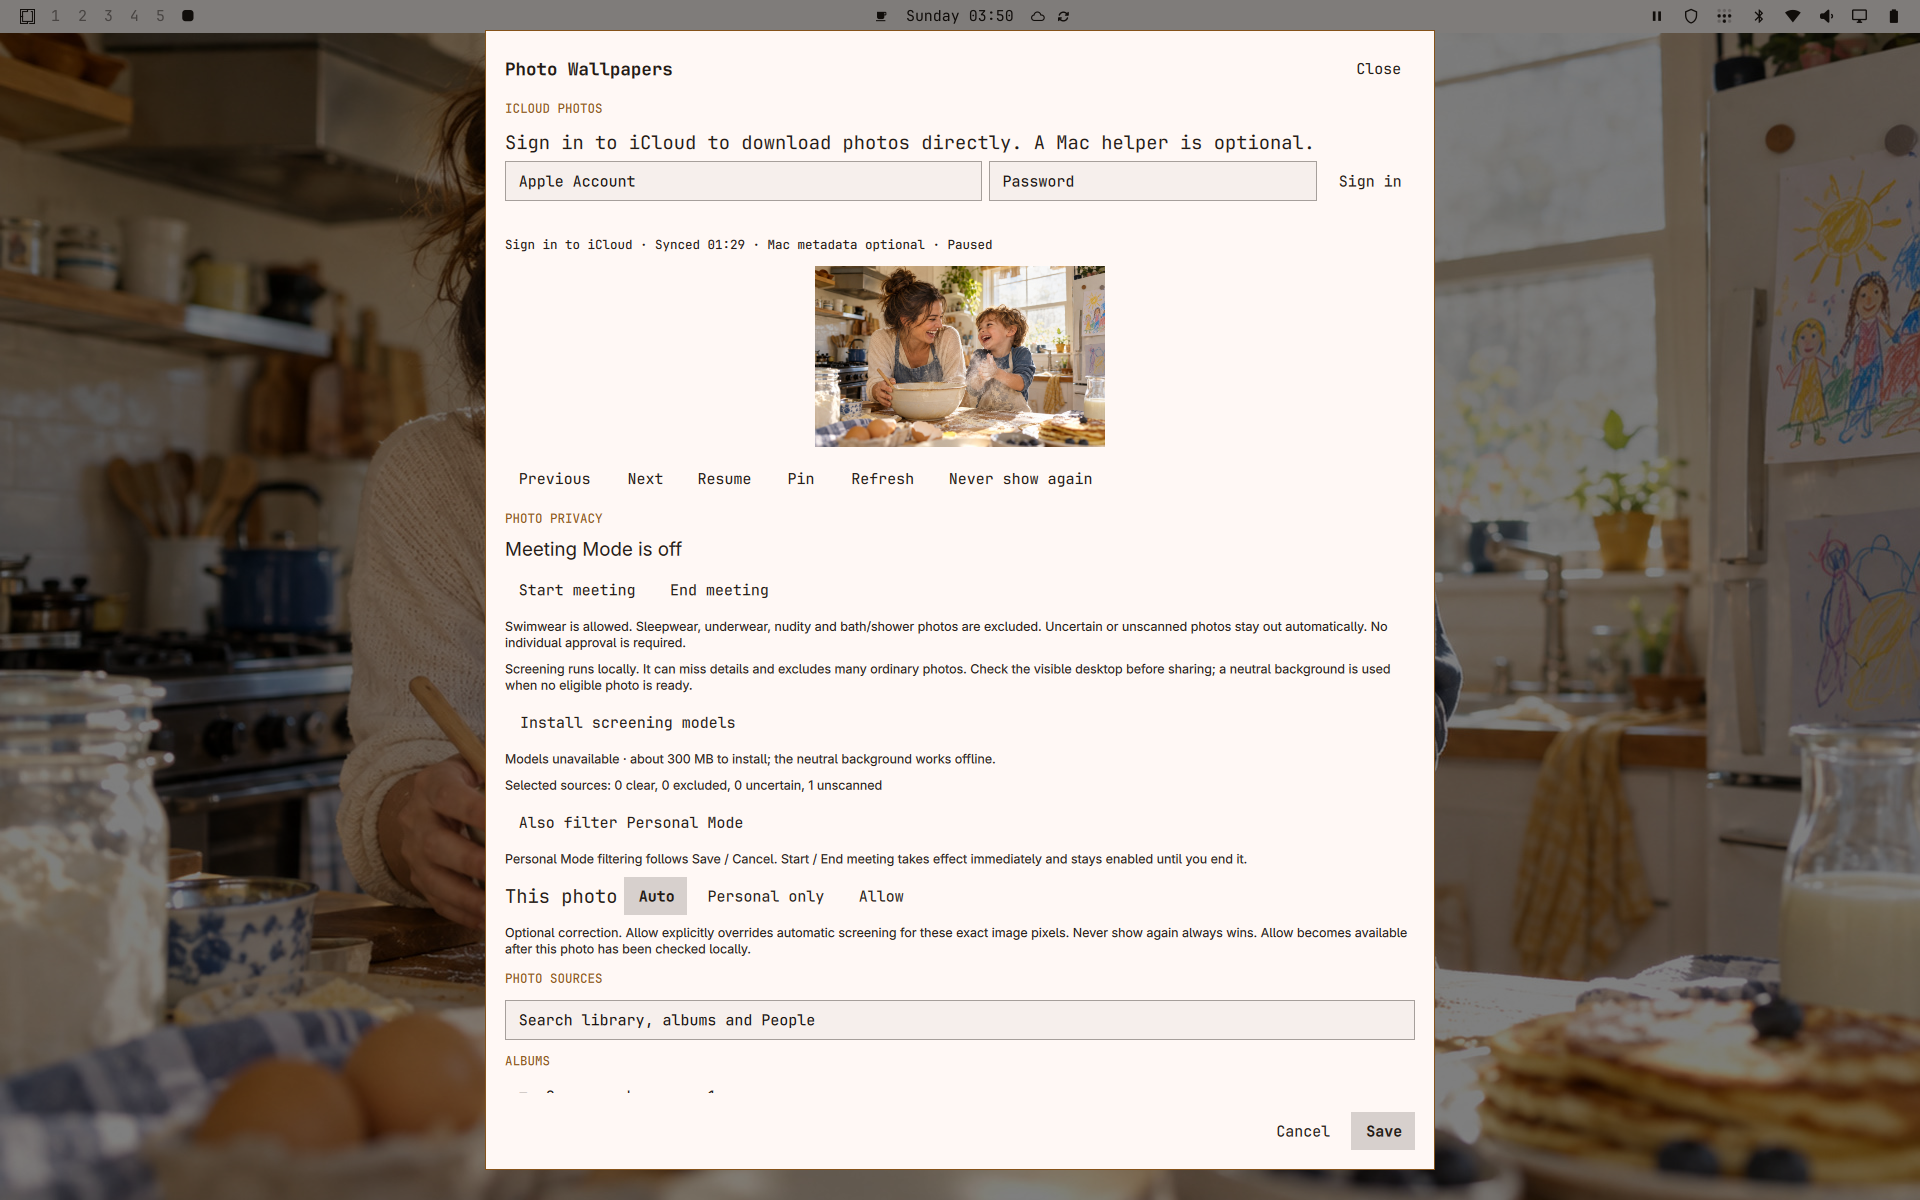 1 2 3 4 5
Sunday 03:50
Photo Wallpapers
Close
ICLOUD PHOTOS
Sign in to iCloud to download photos directly. A Mac helper is optional.
Apple Account
Password
Sign in
Sign in to iCloud · Synced 01:29 · Mac metadata optional · Paused
Previous Next Resume Pin Refresh Never show again
PHOTO PRIVACY
Meeting Mode is off
Start meeting End meeting
Swimwear is allowed. Sleepwear, underwear, nudity and bath/shower photos are excluded. Uncertain or unscanned photos stay out automatically. No
individual approval is required.
Screening runs locally. It can miss details and excludes many ordinary photos. Check the visible desktop before sharing; a neutral background is used
when no eligible photo is ready.
Install screening models
Models unavailable · about 300 MB to install; the neutral background works offline.
Selected sources: 0 clear, 0 excluded, 0 uncertain, 1 unscanned
Also filter Personal Mode
Personal Mode filtering follows Save / Cancel. Start / End meeting takes effect immediately and stays enabled until you end it.
This photo Auto Personal only Allow
Optional correction. Allow explicitly overrides automatic screening for these exact image pixels. Never show again always wins. Allow becomes available
after this photo has been checked locally.
PHOTO SOURCES
Search library, albums and People
ALBUMS
Cancel Save